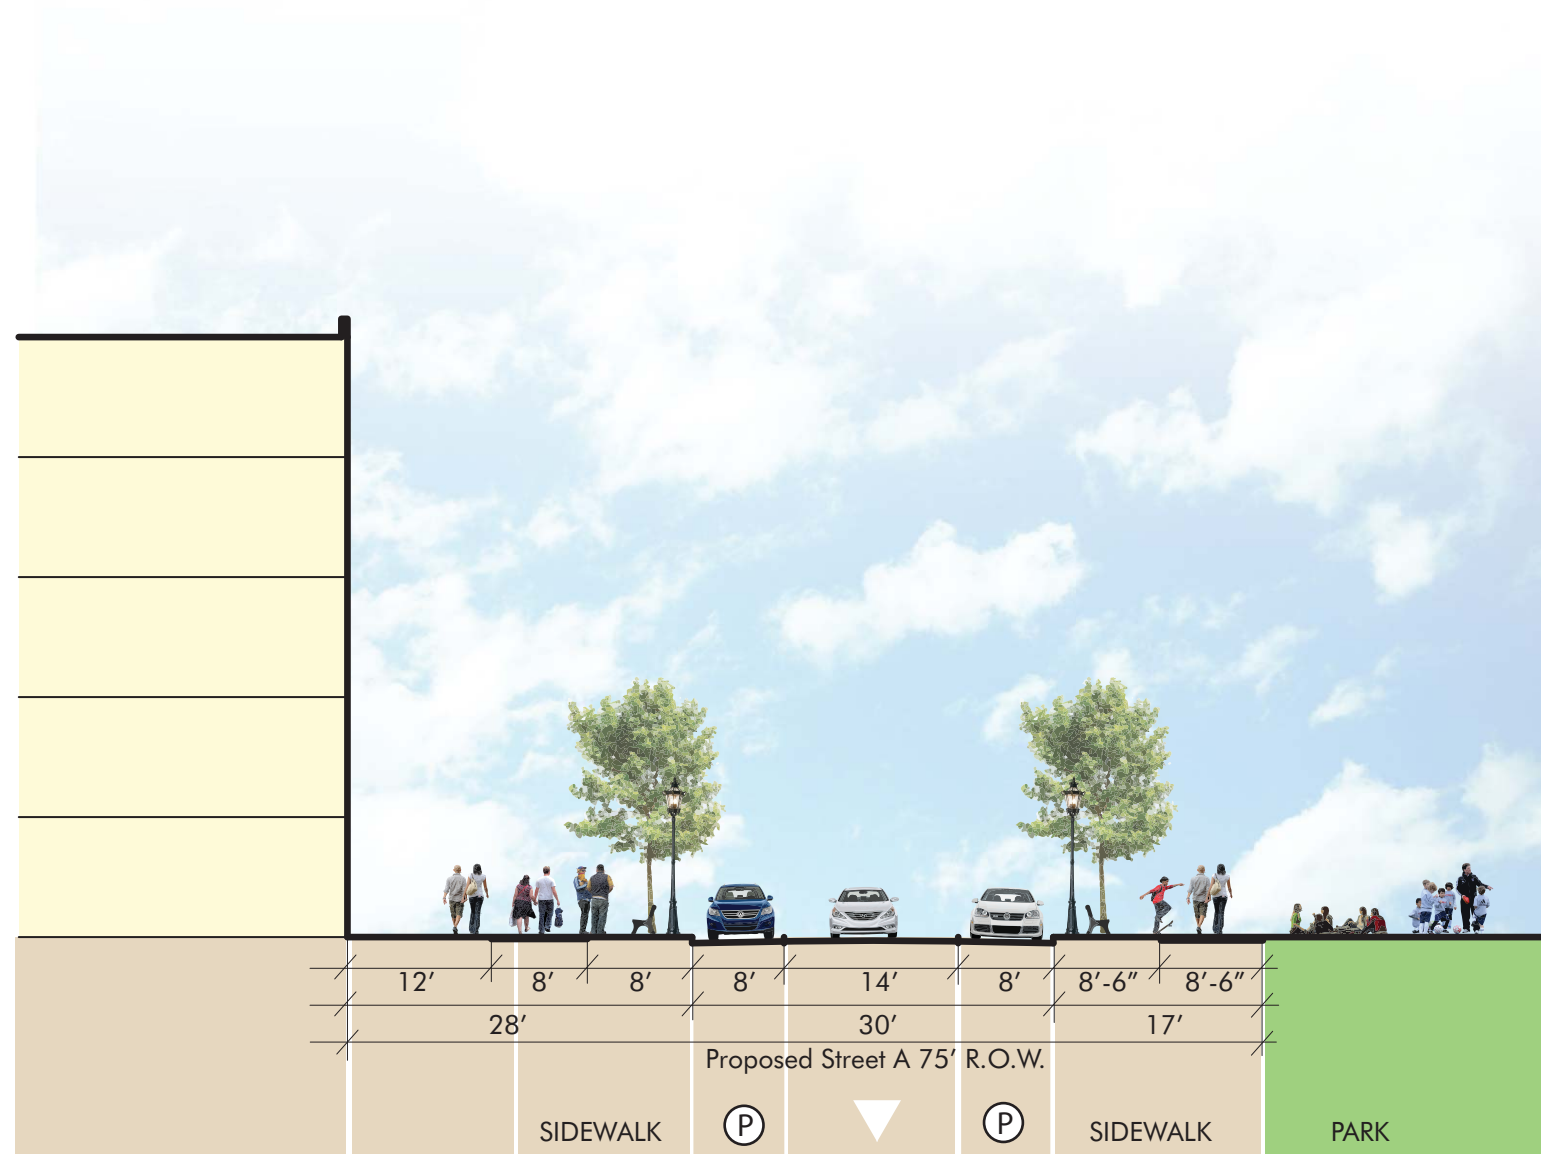 12′ 8′ 8′ 8′ 14′ 8′ 8′-6″ 8′-6″
28′ 30′ 17′
Proposed Street A 75′ R.O.W.
P P
SIDEWALK SIDEWALK PARK